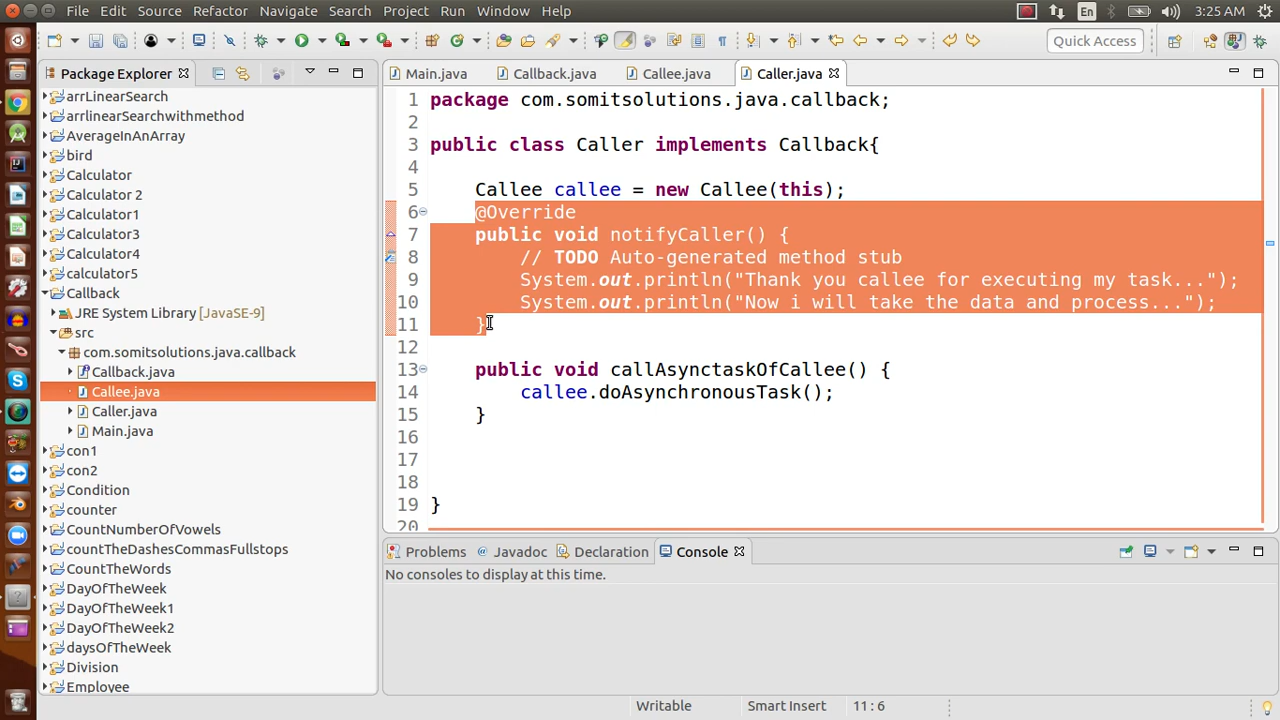 File Edit Source Refactor Navigate Search Project Run Window Help
En
3:25 AM
Quick Access
Package Explorer
Main.java
Callback.java
Callee.java
Caller.java
arrLinearSearch
arrlinearSearchwithmethod
AverageInAnArray
bird
Calculator
Calculator 2
Calculator1
Calculator3
Calculator4
calculator5
Callback
JRE System Library [JavaSE-9]
src
com.somitsolutions.java.callback
Callback.java
Callee.java
Caller.java
Main.java
con1
con2
Condition
counter
CountNumberOfVowels
countTheDashesCommasFullstops
CountTheWords
DayOfTheWeek
DayOfTheWeek1
DayOfTheWeek2
daysOfTheWeek
Division
Employee
1 package com.somitsolutions.java.callback;
2
3 public class Caller implements Callback{
4
5 Callee callee = new Callee(this);
6 @Override
7 public void notifyCaller() {
8 // TODO Auto-generated method stub
9 System.out.println("Thank you callee for executing my task...");
10 System.out.println("Now i will take the data and process...");
11 }
12
13 public void callAsynctaskOfCallee() {
14 callee.doAsynchronousTask();
15 }
16
17
18
19 }
20
Problems @ Javadoc Declaration Console
No consoles to display at this time.
Writable Smart Insert 11 : 6